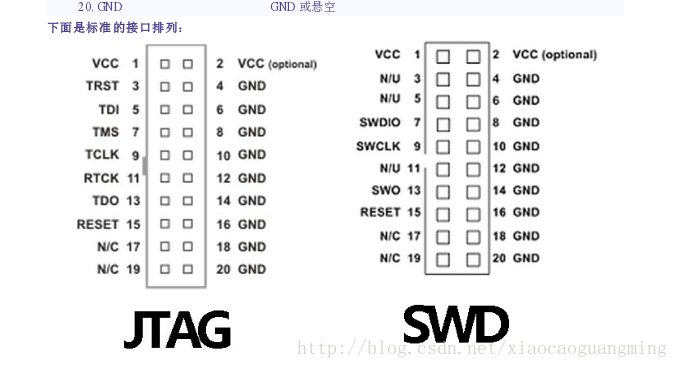 20. GND GND 或悬空
下面是标准的接口排列：
VCC 1 2 VCC (optional)
TRST 3 4 GND
TDI 5 6 GND
TMS 7 8 GND
TCLK 9 10 GND
RTCK 11 12 GND
TDO 13 14 GND
RESET 15 16 GND
N/C 17 18 GND
N/C 19 20 GND
JTAG
VCC 1 2 VCC (optional)
N/U 3 4 GND
N/U 5 6 GND
SWDIO 7 8 GND
SWCLK 9 10 GND
N/U 11 12 GND
SWO 13 14 GND
RESET 15 16 GND
N/C 17 18 GND
N/C 19 20 GND
SWD
http://blog.csdn.net/xiaocaoguangming